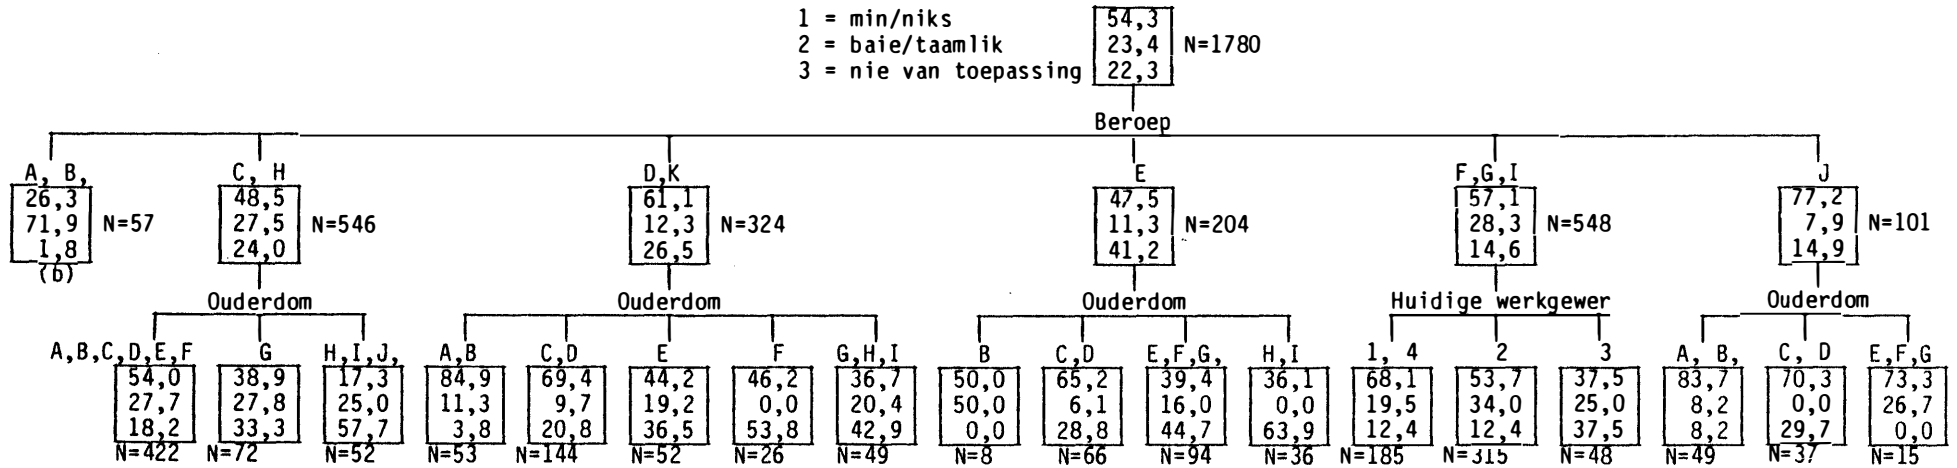 1 = min/niks 54,3
2 = baie/taamlik 23,4 N=1780
3 = nie van toepassing 22,3
Beroep
A, B, C, H D,K E F,G,I J
26,3 48,5 61,1 47,5 57,1 77,2
71,9 N=57 27,5 N=546 12,3 N=324 11,3 N=204 28,3 N=548 7,9 N=101
1,8 24,0 26,5 41,2 14,6 14,9
(b)
Ouderdom Ouderdom Ouderdom Huidige werkgewer Ouderdom
A,B,C,D,E,F G H,I,J, A,B C,D E F G,H,I B C,D E,F,G, H,I 1, 4 2 3 A, B, C, D E,F,G
54,0 38,9 17,3 84,9 69,4 44,2 46,2 36,7 50,0 65,2 39,4 36,1 68,1 53,7 37,5 83,7 70,3 73,3
27,7 27,8 25,0 11,3 9,7 19,2 0,0 20,4 50,0 6,1 16,0 0,0 19,5 34,0 25,0 8,2 0,0 26,7
18,2 33,3 57,7 3,8 20,8 36,5 53,8 42,9 0,0 28,8 44,7 63,9 12,4 12,4 37,5 8,2 29,7 0,0
N=422 N=72 N=52 N=53 N=144 N=52 N=26 N=49 N=8 N=66 N=94 N=36 N=185 N=315 N=48 N=49 N=37 N=15